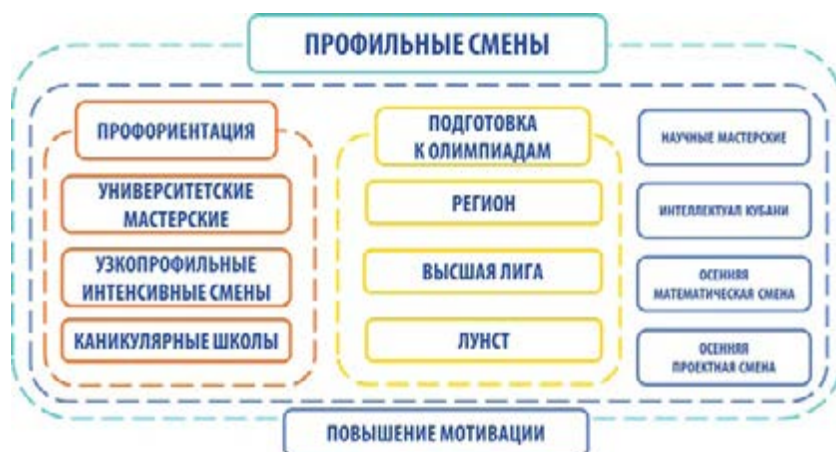 ПРОФИЛЬНЫЕ СМЕНЫ
ПРОФОРИЕНТАЦИЯ
УНИВЕРСИТЕТСКИЕ
МАСТЕРСКИЕ
УЗКОПРОФИЛЬНЫЕ
ИНТЕНСИВНЫЕ СМЕНЫ
КАНИКУЛЯРНЫЕ ШКОЛЫ
ПОДГОТОВКА
К ОЛИМПИАДАМ
РЕГИОН
ВЫСШАЯ ЛИГА
ЛУНСТ
НАУЧНЫЕ МАСТЕРСКИЕ
ИНТЕЛЛЕКТУАЛ КУБАНИ
ОСЕННЯЯ
МАТЕМАТИЧЕСКАЯ СМЕНА
ОСЕННЯЯ
ПРОЕКТНАЯ СМЕНА
ПОВЫШЕНИЕ МОТИВАЦИИ